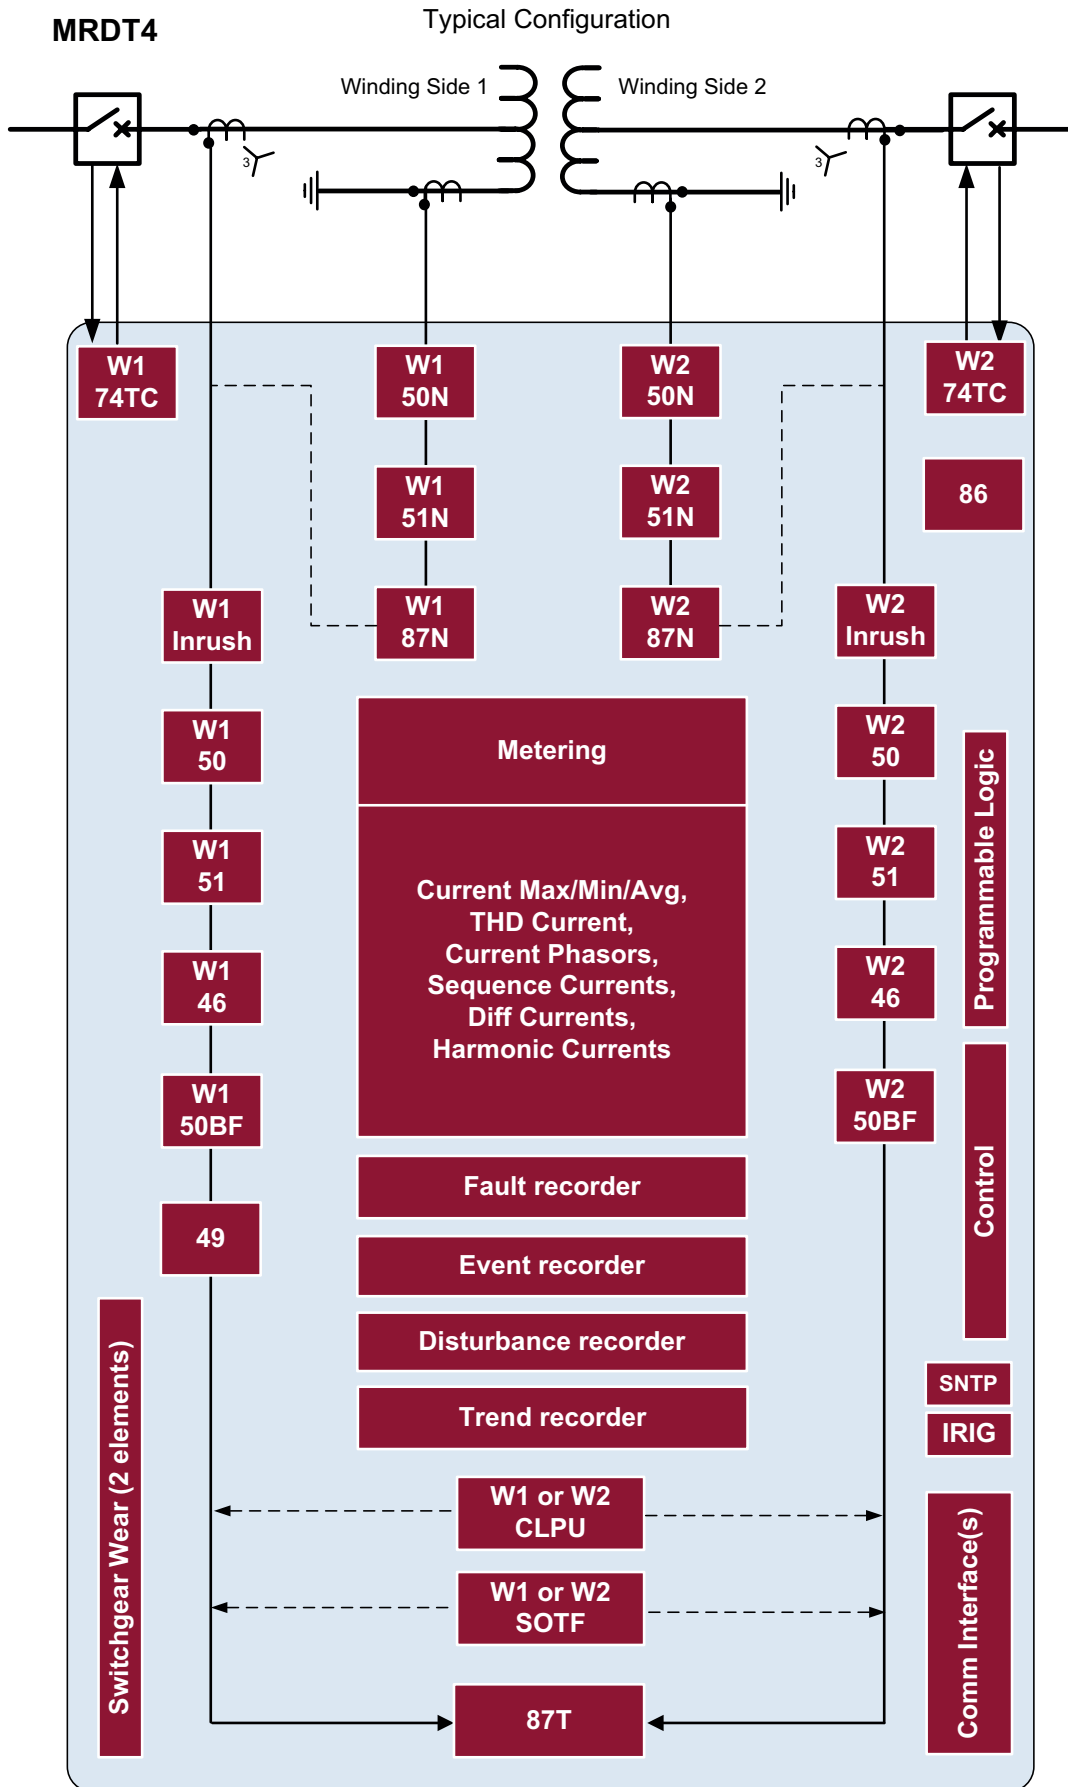 MRDT4
Typical Configuration
Winding Side 1
Winding Side 2
3
3
W1
74TC
W1
50N
W2
50N
W2
74TC
W1
51N
W2
51N
86
W1
Inrush
W1
87N
W2
87N
W2
Inrush
W1
50
Metering
W2
50
Programmable Logic
W1
51
Current Max/Min/Avg,
THD Current,
Current Phasors,
Sequence Currents,
Diff Currents,
Harmonic Currents
W2
51
W1
46
W2
46
W1
50BF
W2
50BF
Control
Fault recorder
49
Event recorder
Switchgear Wear (2 elements)
Disturbance recorder
SNTP
Trend recorder
IRIG
W1 or W2
CLPU
Comm Interface(s)
W1 or W2
SOTF
87T